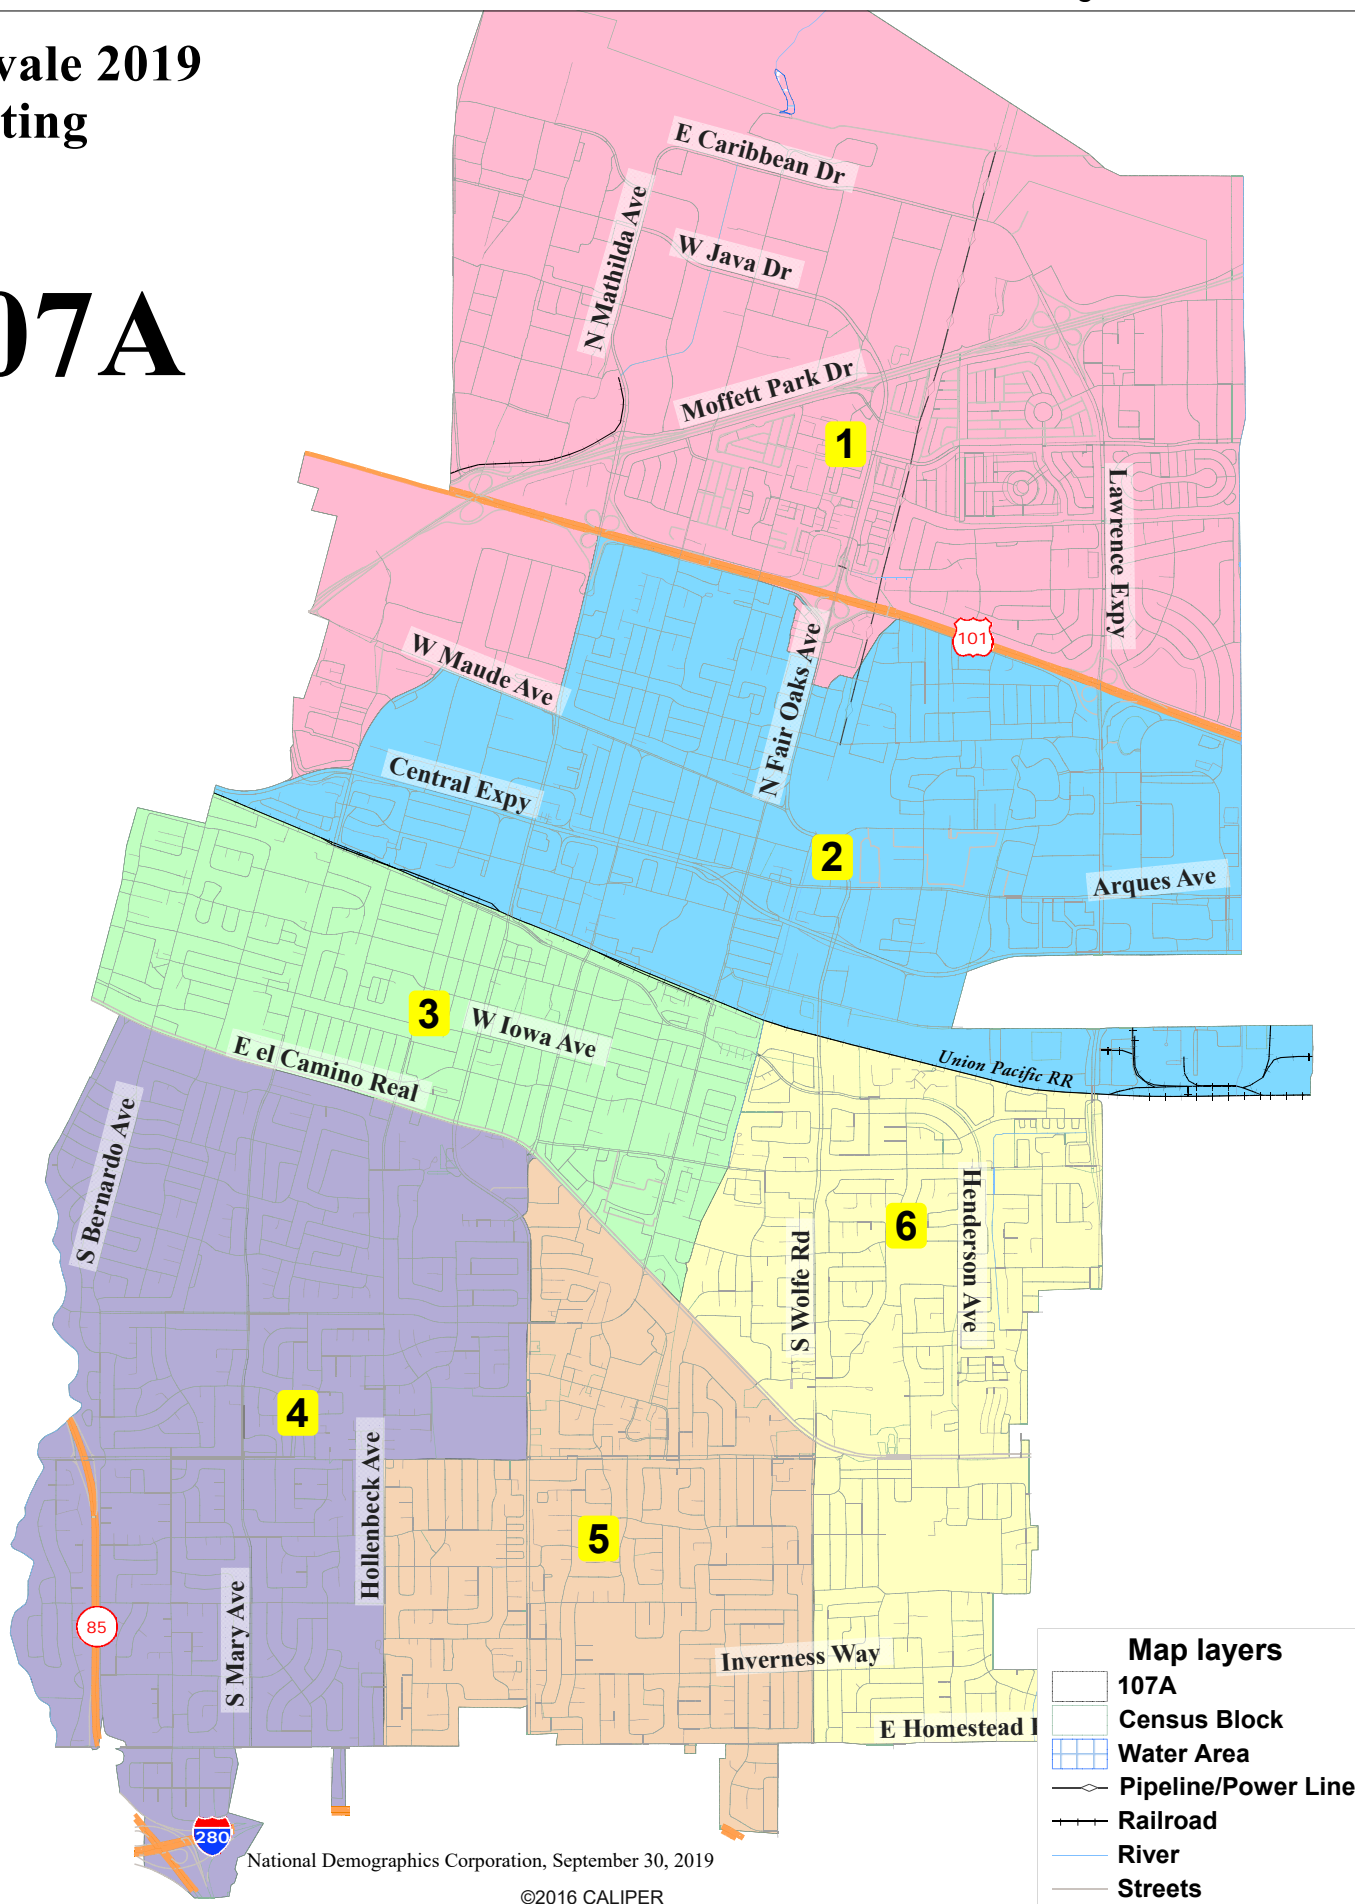 vale 2019
ting
07A
E Caribbean Dr
N Mathilda Ave
W Java Dr
Moffett Park Dr
1
Lawrence Expy
101
W Maude Ave
N Fair Oaks Ave
Central Expy
2
Arques Ave
3
W Iowa Ave
E el Camino Real
Union Pacific RR
S Bernardo Ave
Henderson Ave
6
S Wolfe Rd
4
Hollenbeck Ave
5
S Mary Ave
85
Inverness Way
E Homestead
280
National Demographics Corporation, September 30, 2019
©2016 CALIPER
Map layers
107A
Census Block
Water Area
Pipeline/Power Line
Railroad
River
Streets